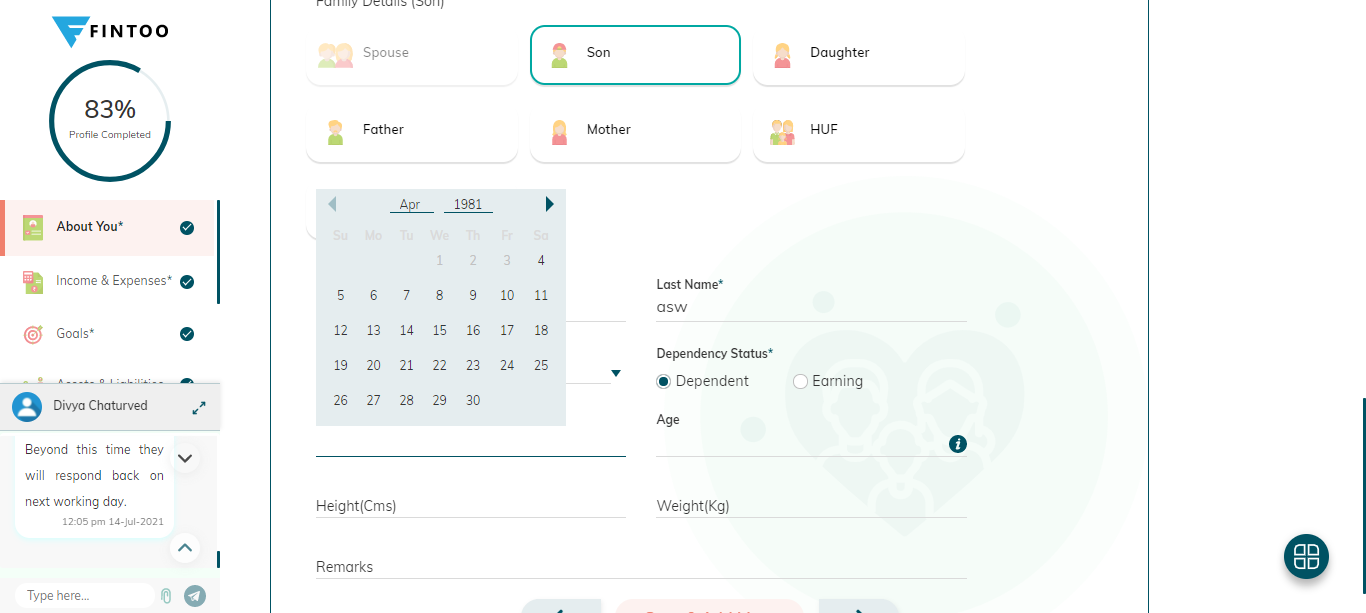 FINTOO
83%
Profile Completed
About You*
Income & Expenses*
Goals*
Assets & Liabilities
Divya Chaturved
Beyond this time they
will respond back on
next working day.
12:05 pm 14-Jul-2021
Type here...
Family Details (Son)
Spouse
Son
Daughter
Father
Mother
HUF
Apr 1981
Su Mo Tu We Th Fr Sa
1 2 3 4
5 6 7 8 9 10 11
12 13 14 15 16 17 18
19 20 21 22 23 24 25
26 27 28 29 30
Last Name*
asw
Dependency Status*
Dependent Earning
Age
Height(Cms)
Weight(Kg)
Remarks